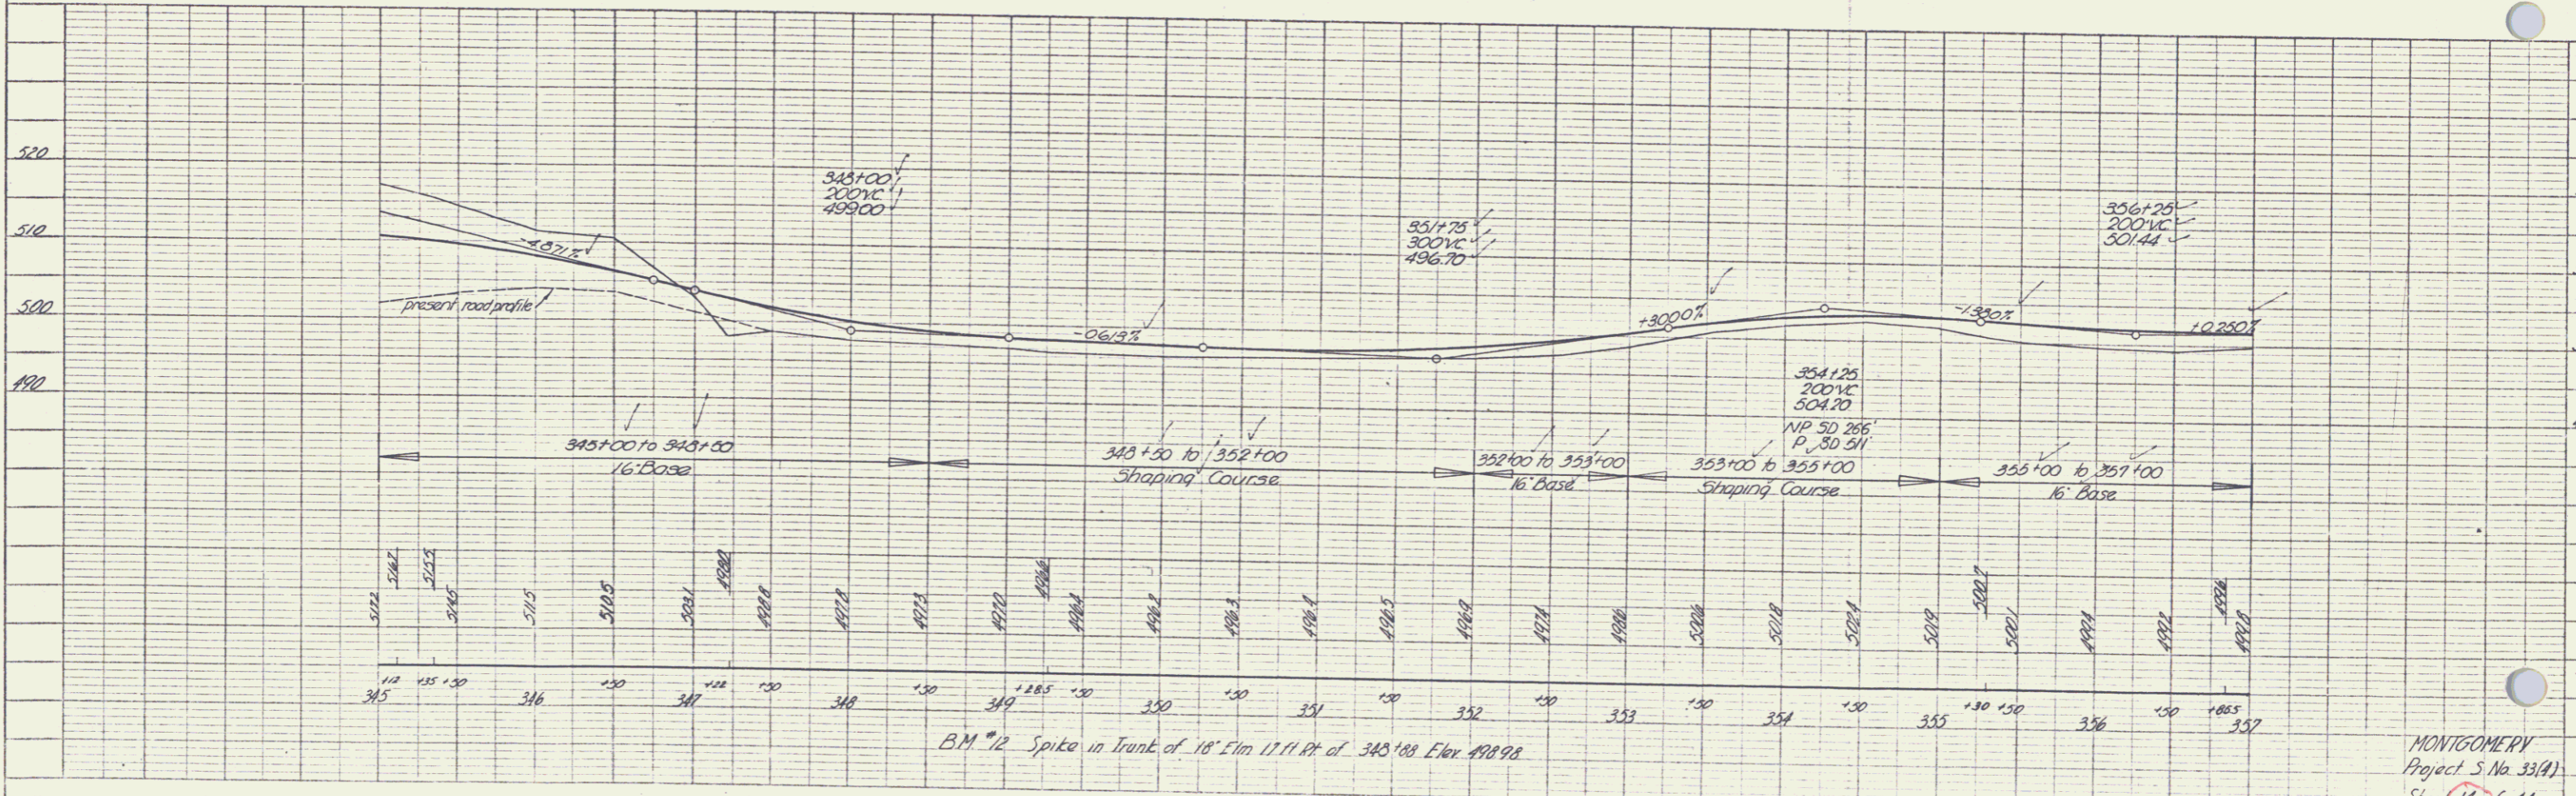 520
510
500
490
348+00
200'VC
499.00
351+75
300'VC
496.70
356+25
200'VC
501.44
-4.871%
present road profile
-0.613%
+3.000%
-1.380%
+0.250%
354+25
200'VC
504.20
NP SD 266'
P SD 511'
345+00 to 348+50
16" Base
348+50 to 352+00
Shaping Course
352+00 to 353+00
16" Base
353+00 to 355+00
Shaping Course
355+00 to 357+00
16" Base
517.2 516.7 515.5 514.5 511.5 510.5 503.1 498.0 498.8 497.8 497.3 497.0 496.6 496.4 496.2 496.3 496.4 496.5 496.9 497.4 498.6 500.6 501.8 502.4 501.9 500.7 500.1 499.4 499.2 499.6 499.8
345 +12 +35 +50 346 +50 347 +22 +50 348 +50 349 +28.5 +50 350 +50 351 +50 352 +50 353 +50 354 +50 355 +30 +50 356 +50 +86.5 357
B.M. #12 Spike in Trunk of 18" Elm 17 ft Rt. of 348+88 Elev. 498.98
MONTGOMERY
Project S No. 33(4)